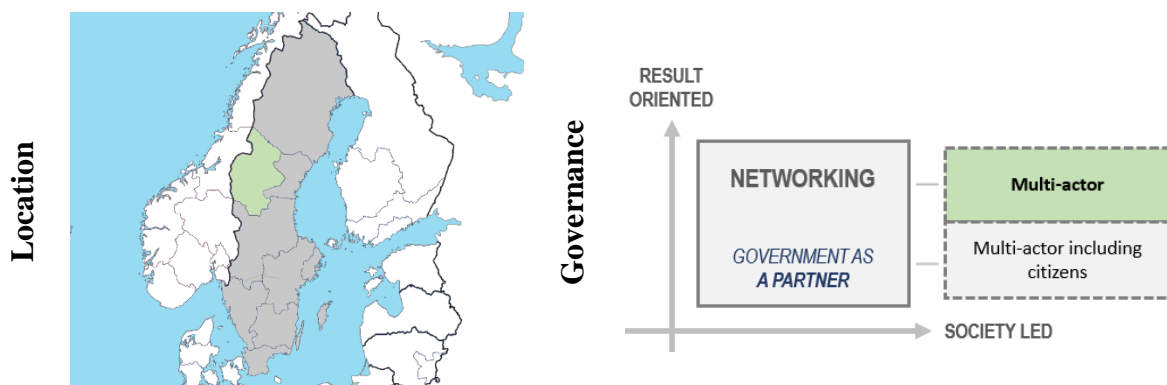 Location
Governance
RESULT
ORIENTED
NETWORKING
GOVERNMENT AS
A PARTNER
Multi-actor
Multi-actor including
citizens
SOCIETY LED